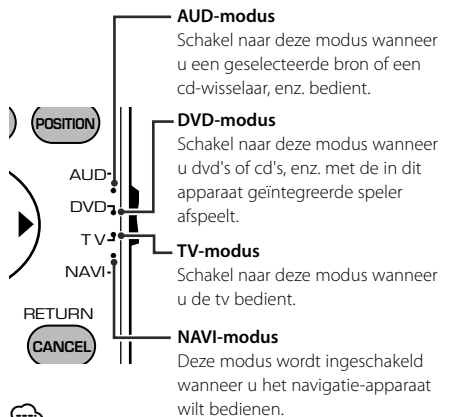 AUD-modus
Schakel naar deze modus wanneer
u een geselecteerde bron of een
cd-wisselaar, enz. bedient.
POSITION
DVD-modus
Schakel naar deze modus wanneer
u dvd's of cd's, enz. met de in dit
apparaat geïntegreerde speler
afspeelt.
AUD
DVD
TV
NAVI
TV-modus
Schakel naar deze modus wanneer
u de tv bedient.
RETURN
CANCEL
NAVI-modus
Deze modus wordt ingeschakeld
wanneer u het navigatie-apparaat
wilt bedienen.